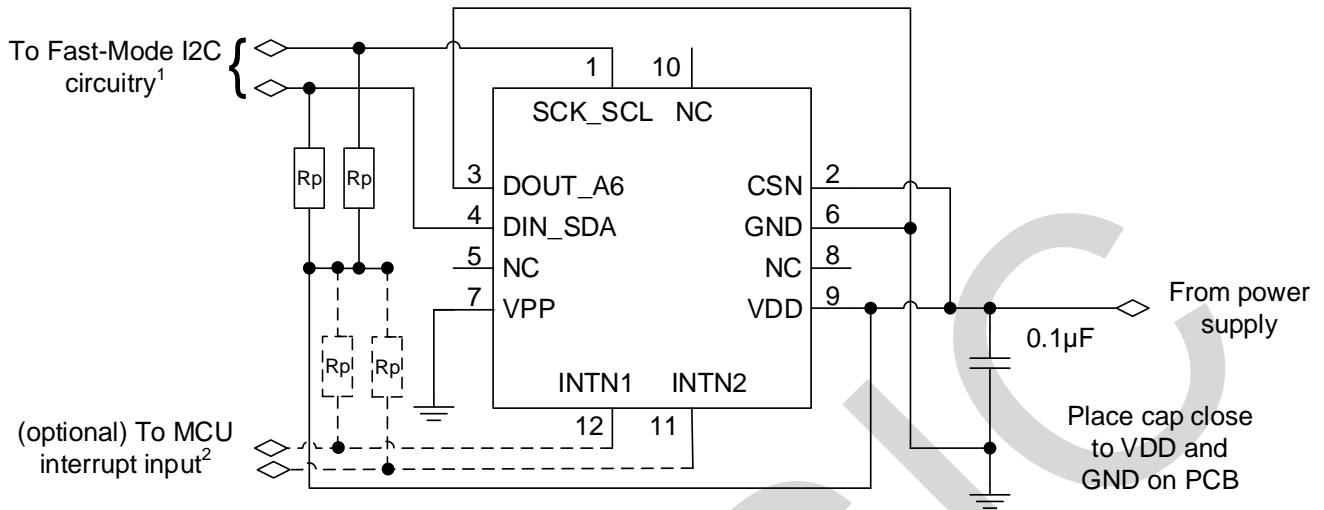 To Fast-Mode I2C
circuitry1
1
10
SCK_SCL
NC
Rp
Rp
3
DOUT_A6
CSN
2
4
DIN_SDA
GND
6
5
NC
NC
8
7
VPP
VDD
9
From power
supply
0.1µF
Rp
Rp
INTN1
INTN2
12
11
(optional) To MCU
interrupt input2
Place cap close
to VDD and
GND on PCB
IC